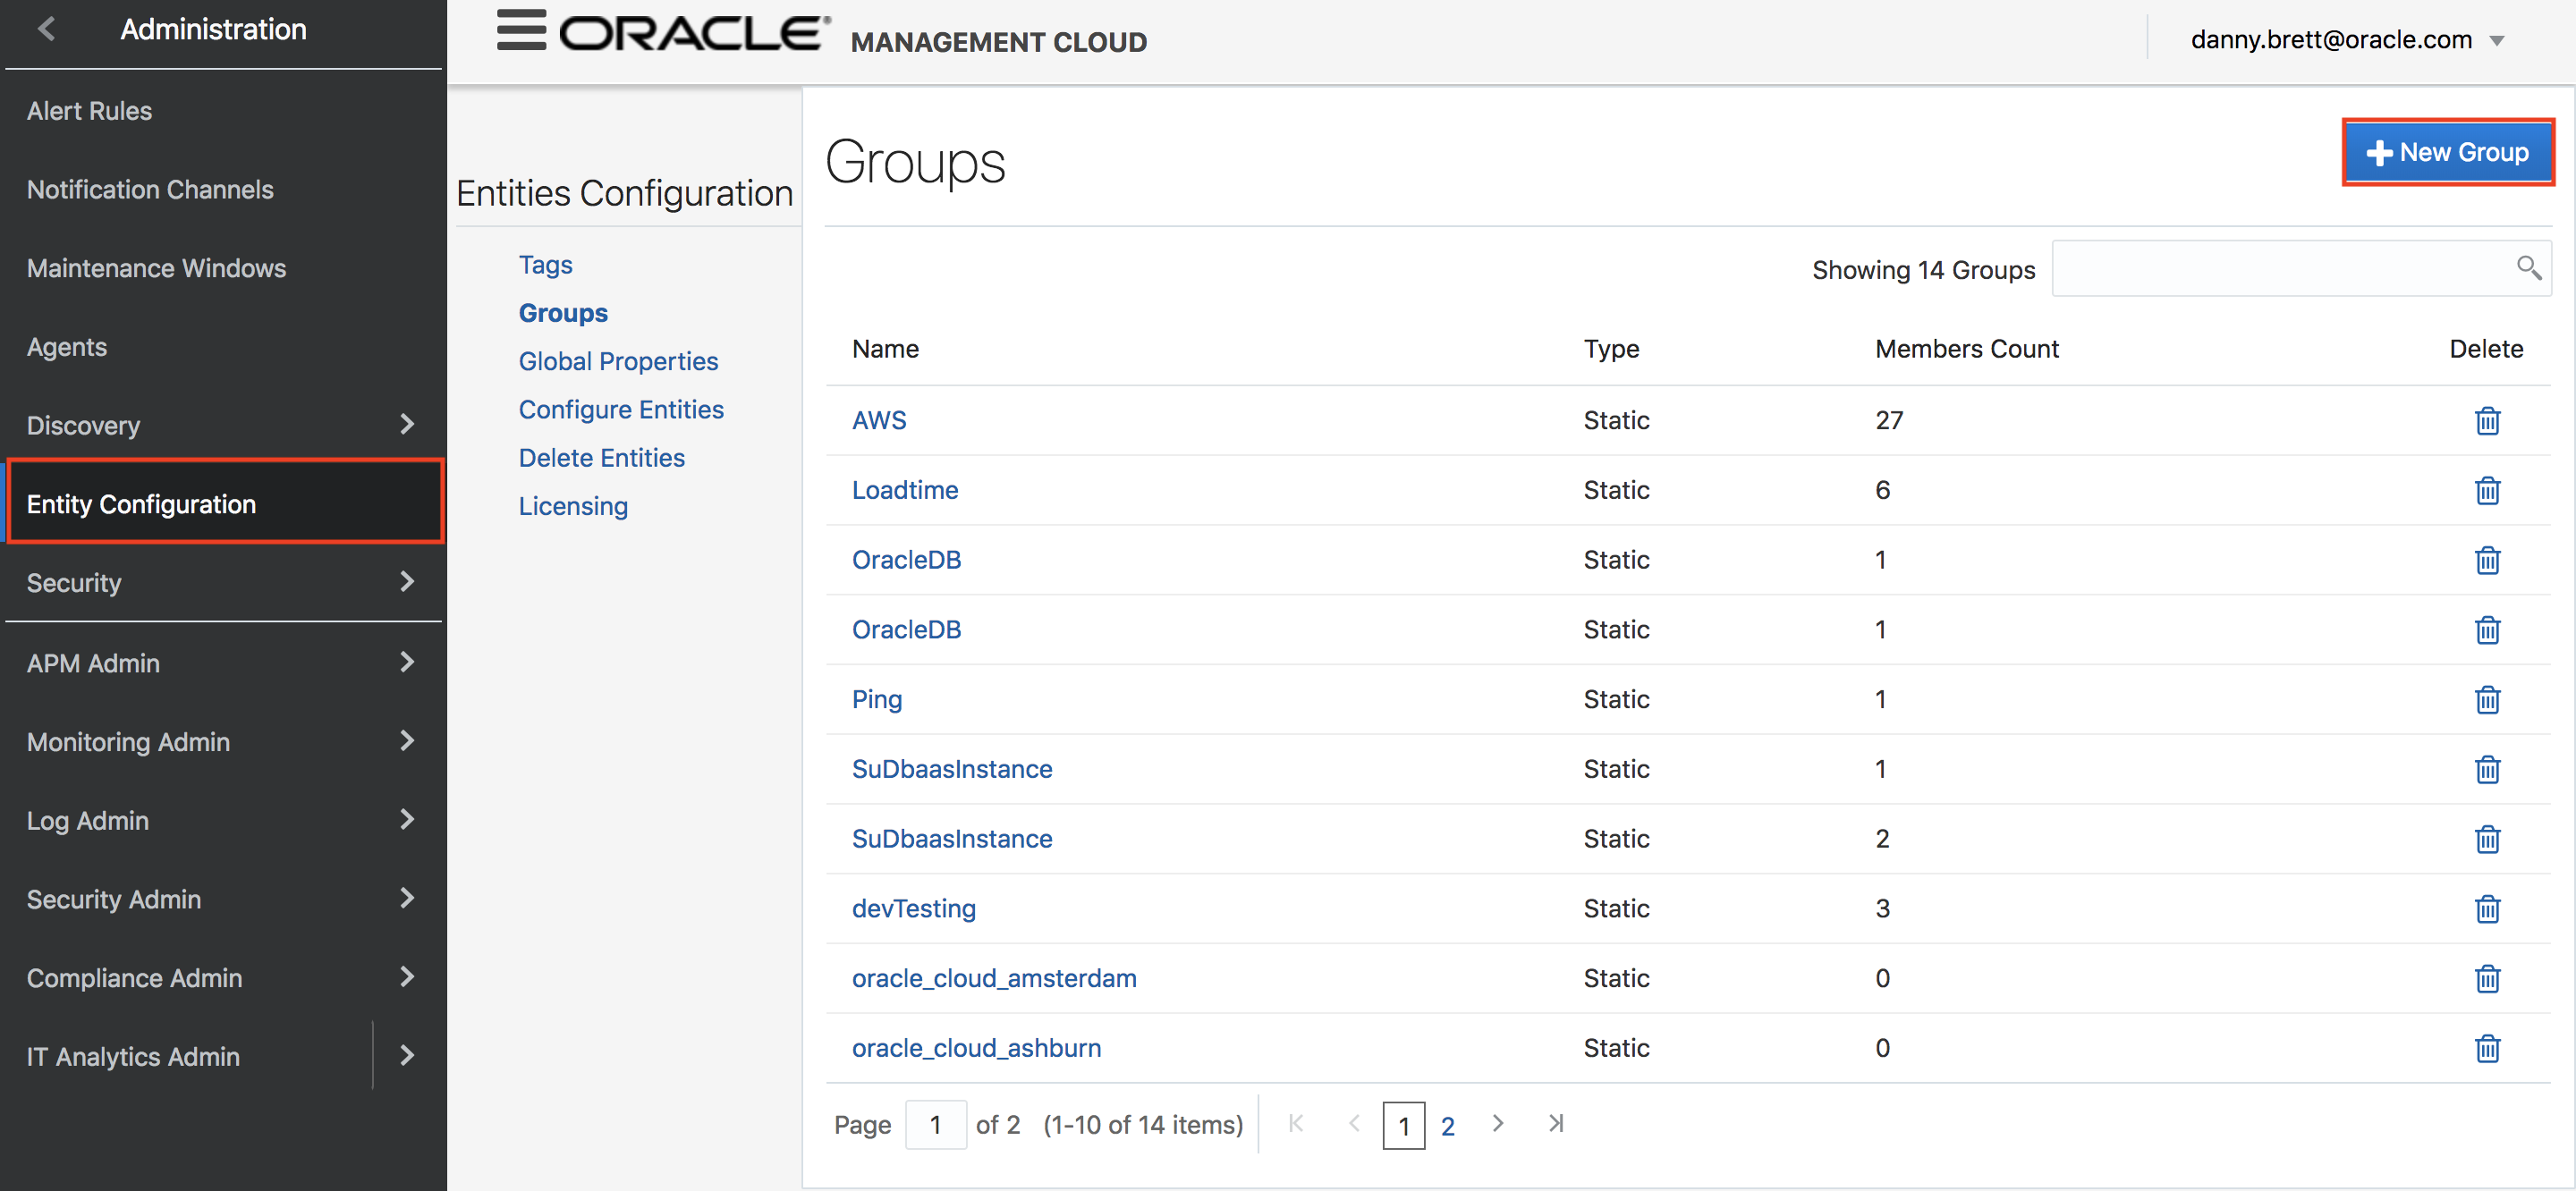 Administration
Alert Rules
Notification Channels
Maintenance Windows
Agents
Discovery
Entity Configuration
Security
APM Admin
Monitoring Admin
Log Admin
Security Admin
Compliance Admin
IT Analytics Admin
ORACLE® MANAGEMENT CLOUD
danny.brett@oracle.com
Entities Configuration
Tags
Groups
Global Properties
Configure Entities
Delete Entities
Licensing
Groups
New Group
Showing 14 Groups
Name Type Members Count Delete
AWS Static 27
Loadtime Static 6
OracleDB Static 1
OracleDB Static 1
Ping Static 1
SuDbaasInstance Static 1
SuDbaasInstance Static 2
devTesting Static 3
oracle_cloud_amsterdam Static 0
oracle_cloud_ashburn Static 0
Page 1 of 2 (1-10 of 14 items) 1 2